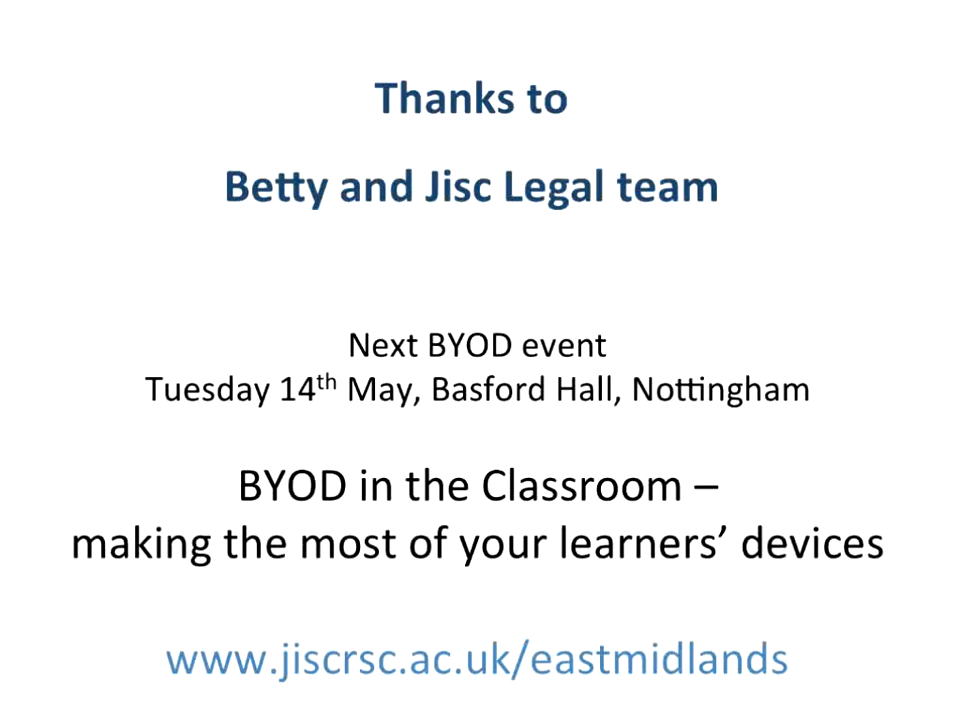 Thanks to
Betty and Jisc Legal team
Next BYOD event
Tuesday 14th May, Basford Hall, Nottingham
BYOD in the Classroom –
making the most of your learners’ devices
www.jiscrsc.ac.uk/eastmidlands